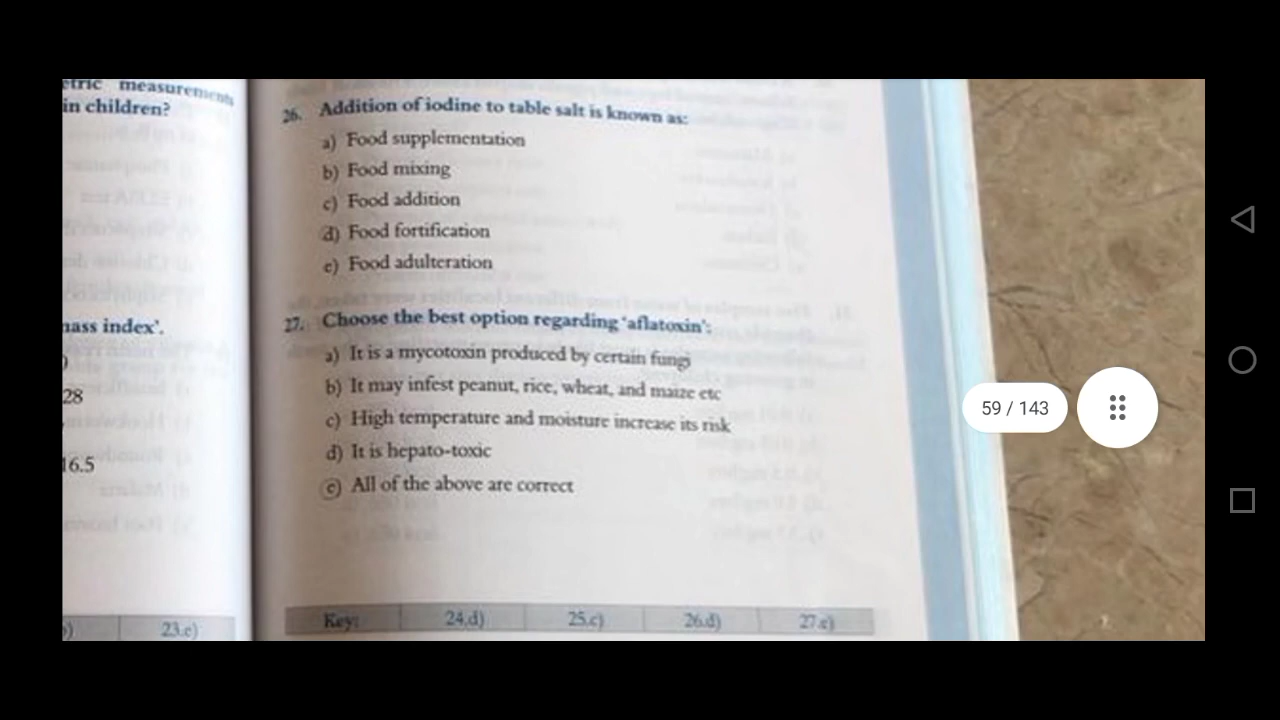 etric measurements
in children?
mass index'.
28
16.5
23.e)
26. Addition of iodine to table salt is known as:
a) Food supplementation
b) Food mixing
c) Food addition
d) Food fortification
e) Food adulteration
27. Choose the best option regarding 'aflatoxin':
a) It is a mycotoxin produced by certain fungi
b) It may infest peanut, rice, wheat, and maize etc
c) High temperature and moisture increase its risk
d) It is hepato-toxic
e) All of the above are correct
Key: 24.d) 25.c) 26.d) 27.e)
59 / 143